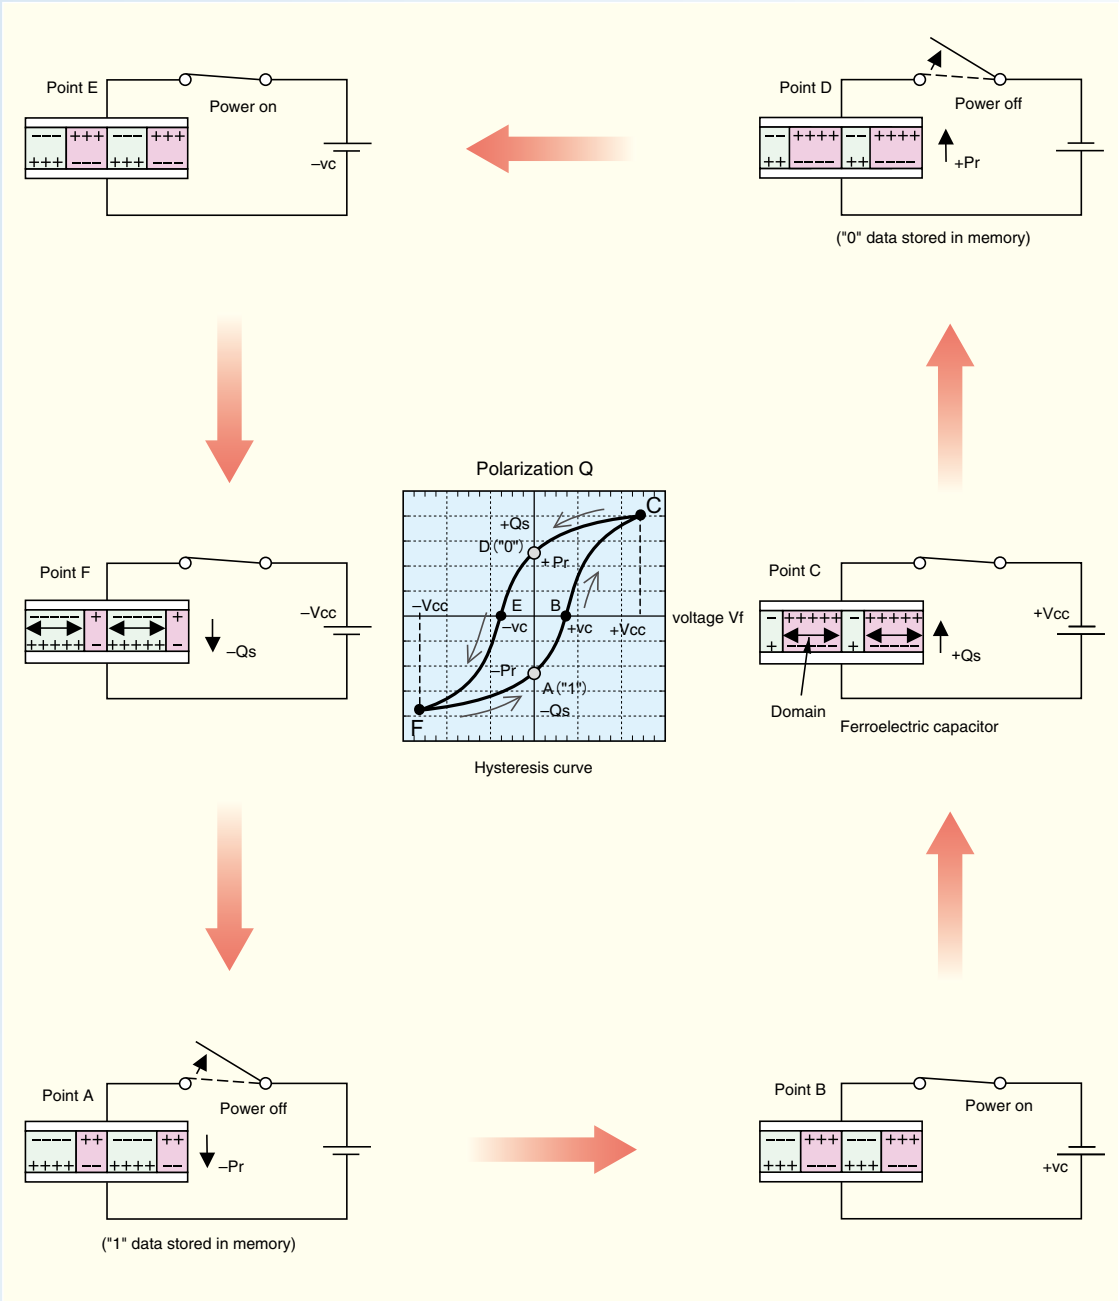 Point E
Power on
––– +++ ––– +++
+++ ––– +++ –––
–vc
Point D
Power off
–– ++++ –– ++++
++ –––– ++ ––––
+Pr
("0" data stored in memory)
Point F
––––– + ––––– +
+++++ – +++++ –
–Qs
–Vcc
Polarization Q
C
+Qs
D ("0")
+ Pr
–Vcc
E
B
–vc
+vc
+Vcc
voltage Vf
–Pr
A ("1")
–Qs
F
Hysteresis curve
Point C
– +++++ – +++++
+ ––––– + –––––
+Qs
+Vcc
Domain
Ferroelectric capacitor
Point A
Power off
–––– ++ –––– ++
++++ –– ++++ ––
–Pr
("1" data stored in memory)
Point B
Power on
––– +++ ––– +++
+++ ––– +++ –––
+vc